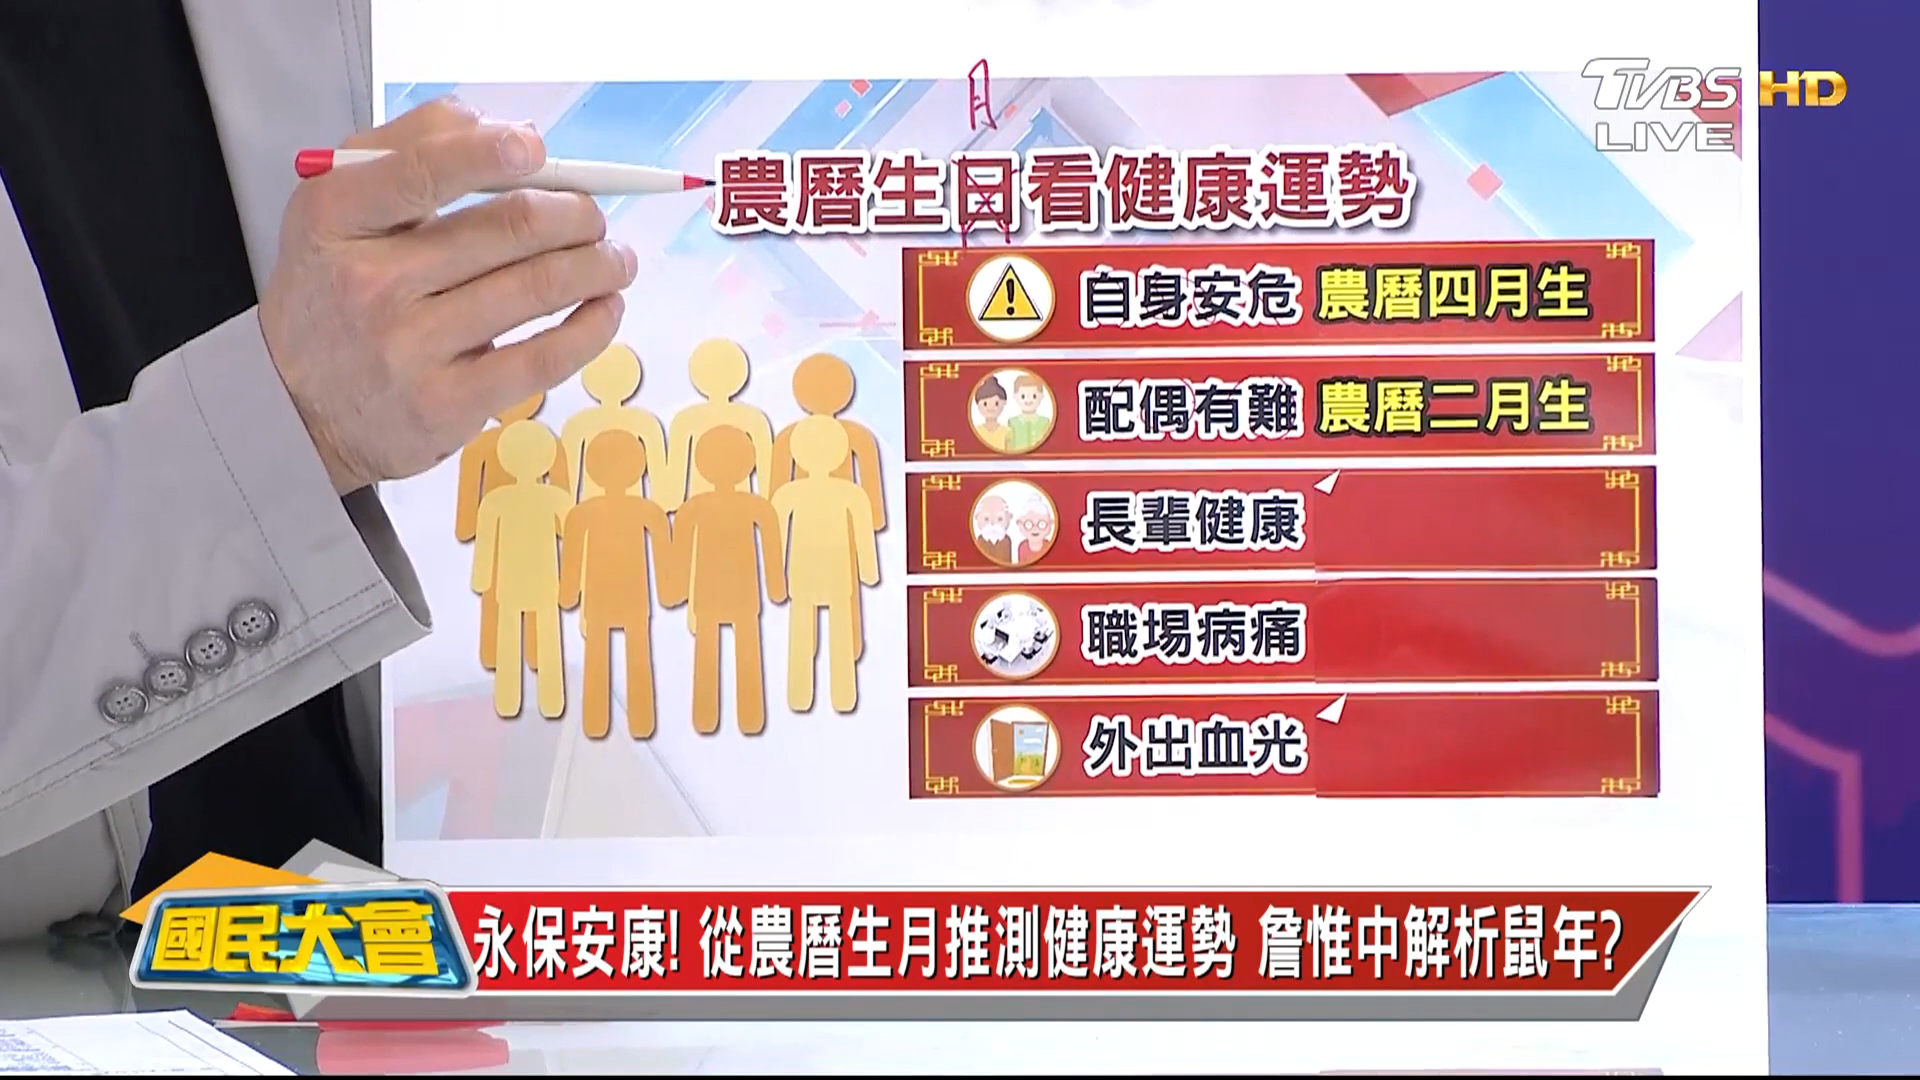 TVBS HD
LIVE
月
農曆生日看健康運勢
自身安危 農曆四月生
配偶有難 農曆二月生
長輩健康
職場病痛
外出血光
國民大會
永保安康! 從農曆生月推測健康運勢 詹惟中解析鼠年?